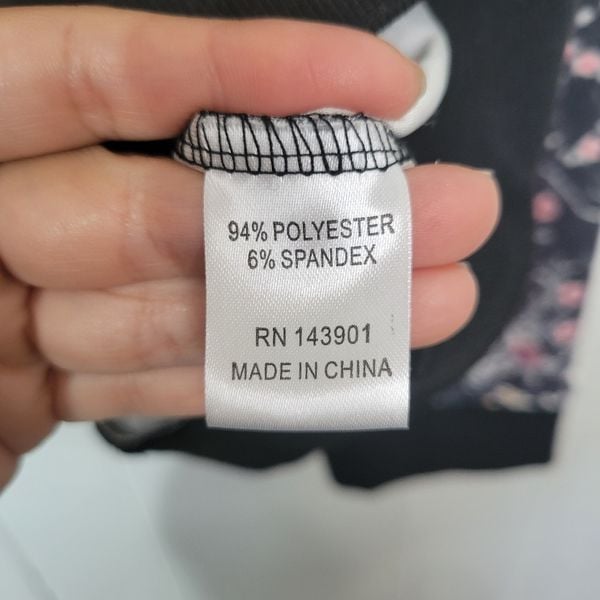 94% POLYESTER
6% SPANDEX
RN 143901
MADE IN CHINA